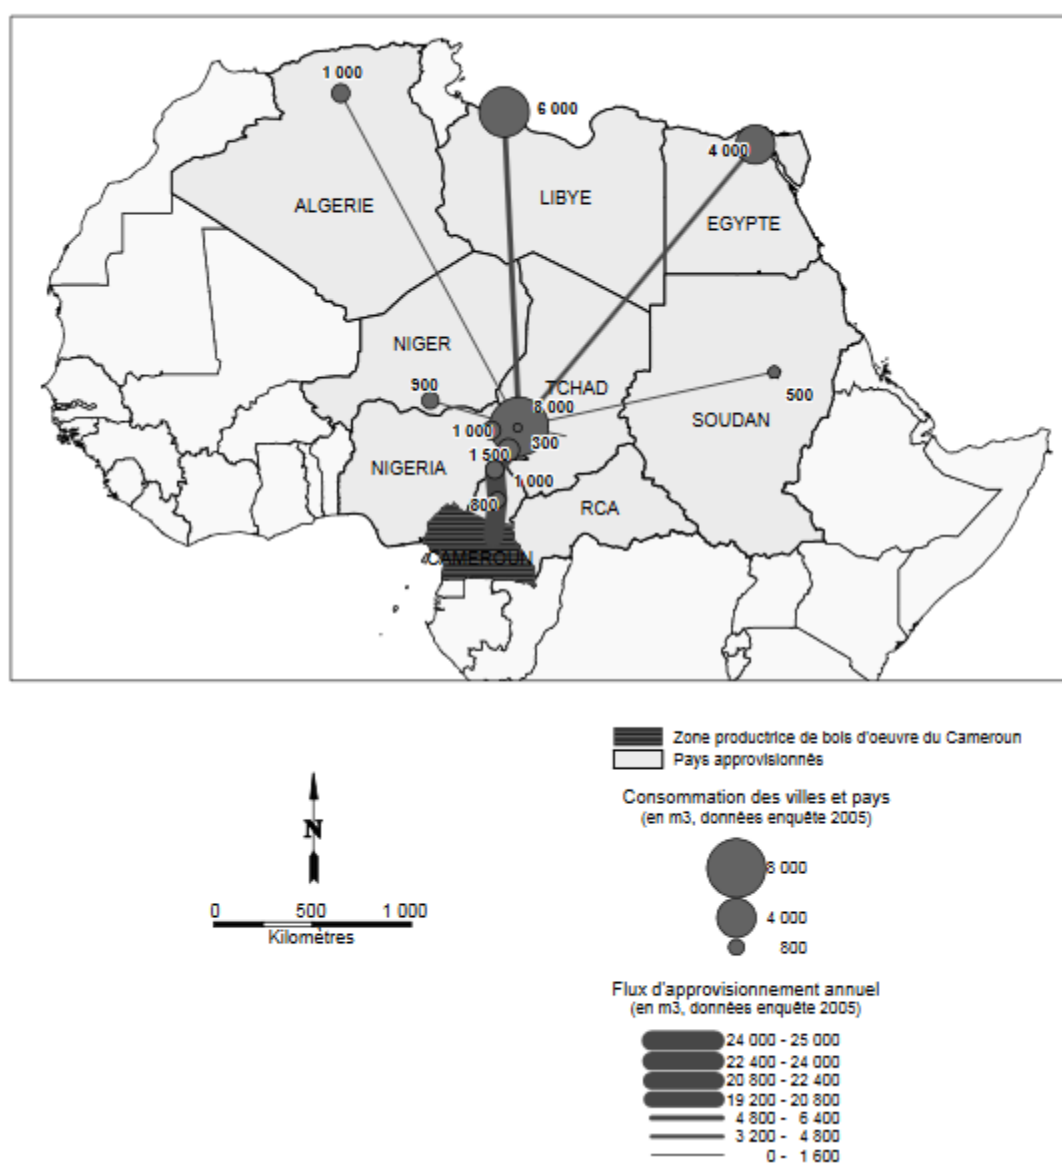 1 000
6 000
4 000
ALGERIE
LIBYE
EGYPTE
NIGER
900
TCHAD
8 000
500
SOUDAN
1 000
300
1 500
NIGERIA
1 000
800
RCA
CAMEROUN
Zone productrice de bois d'oeuvre du Cameroun
Pays approvisionnés
Consommation des villes et pays
(en m3, données enquête 2005)
8 000
4 000
800
N
0 500 1 000
Kilomètres
Flux d'approvisionnement annuel
(en m3, données enquête 2005)
24 000 - 25 000
22 400 - 24 000
20 800 - 22 400
19 200 - 20 800
4 800 - 6 400
3 200 - 4 800
0 - 1 600